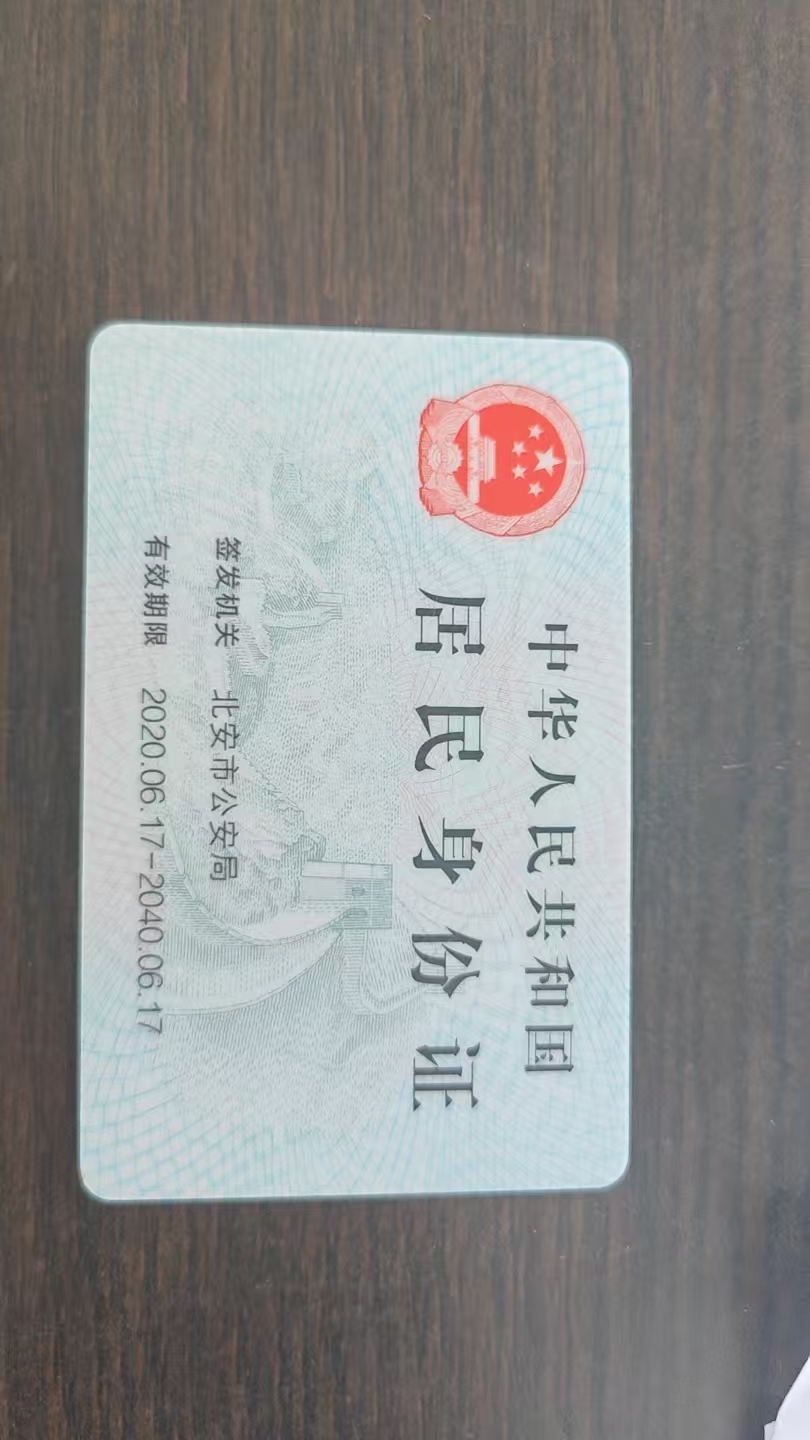 中华人民共和国
居民身份证
签发机关 北安市公安局
有效期限 2020.06.17-2040.06.17